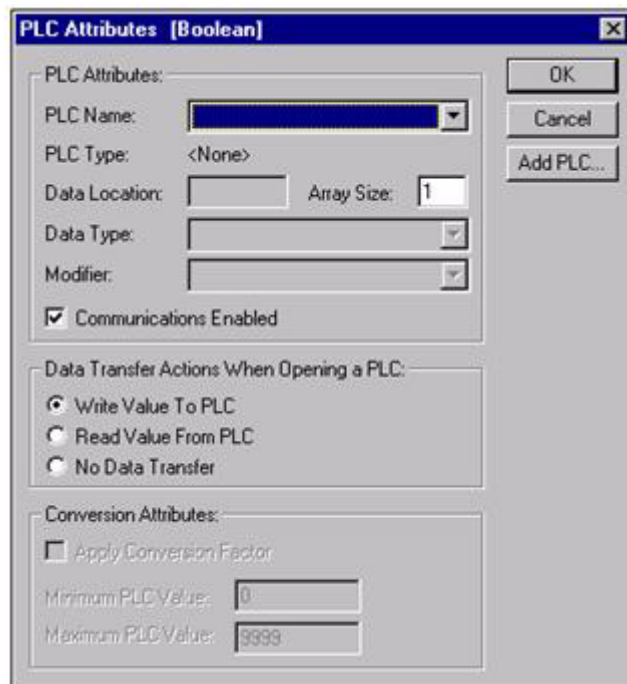 PLC Attributes [Boolean]
PLC Attributes:
PLC Name:
PLC Type: <None>
Data Location: Array Size: 1
Data Type:
Modifier:
Communications Enabled
OK
Cancel
Add PLC...
Data Transfer Actions When Opening a PLC:
Write Value To PLC
Read Value From PLC
No Data Transfer
Conversion Attributes:
Apply Conversion Factor
Minimum PLC Value: 0
Maximum PLC Value: 9999